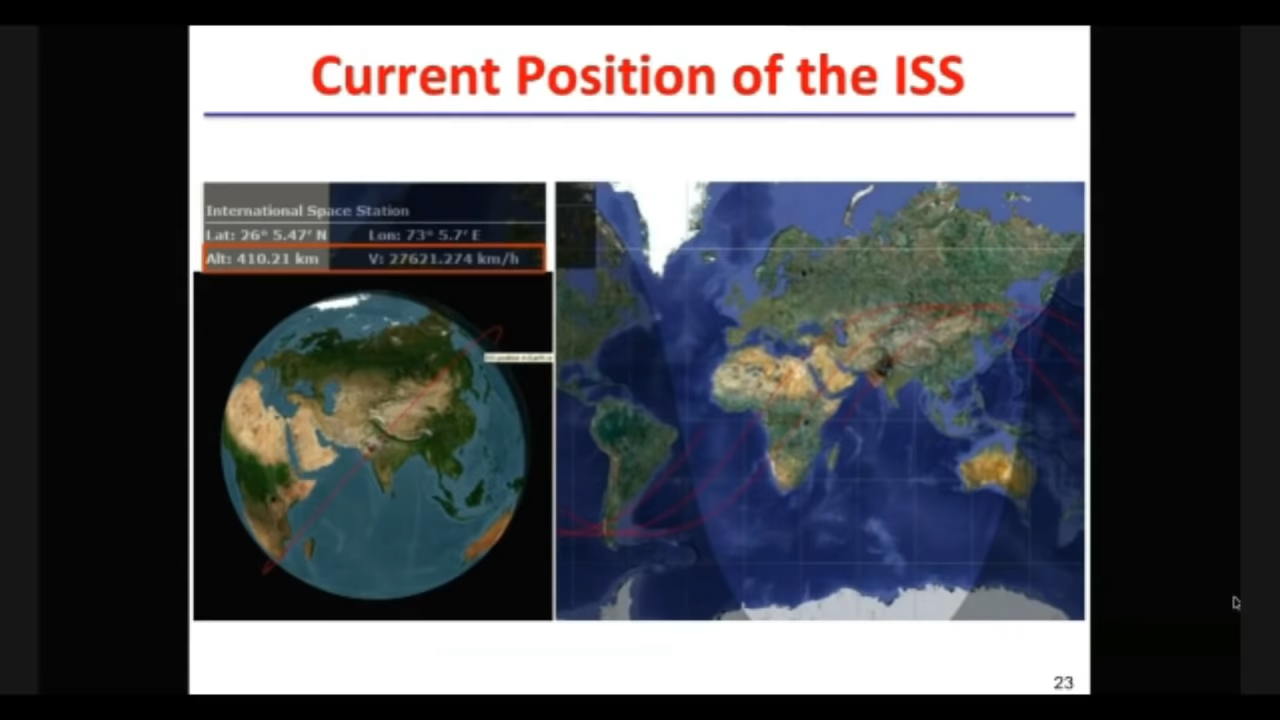 Current Position of the ISS
International Space Station
Lat: 26° 5.47' N Lon: 73° 5.7' E
Alt: 410.21 km V: 27621.274 km/h
23